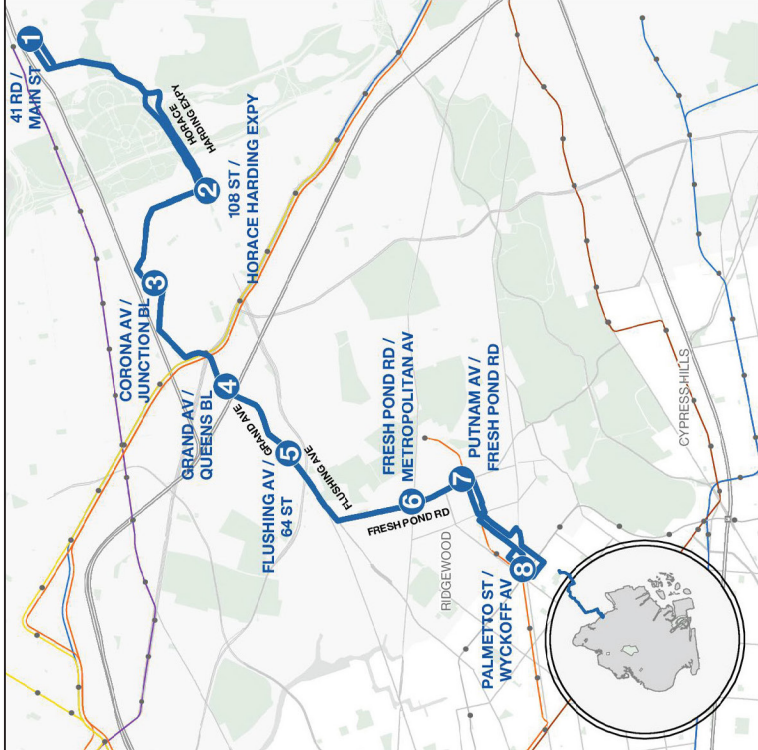 1
41 RD /
MAIN ST
HORACE
HARDING EXPY
2
108 ST /
HORACE HARDING EXPY
3
CORONA AV /
JUNCTION BL
4
GRAND AV /
QUEENS BL
GRAND AVE
5
FLUSHING AV /
64 ST
FLUSHING AVE
FRESH POND RD
6
FRESH POND RD /
METROPOLITAN AV
7
PUTNAM AV /
FRESH POND RD
RIDGEWOOD
8
PALMETTO ST /
WYCKOFF AV
CYPRESS HILLS